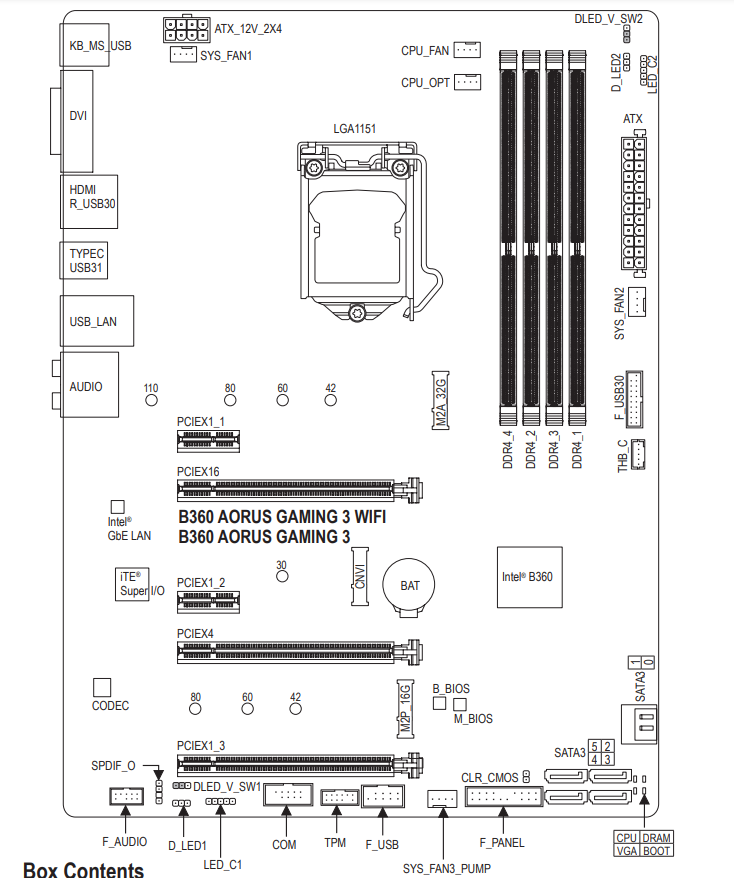 DLED_V_SW2
ATX_12V_2X4
KB_MS_USB
SYS_FAN1
CPU_FAN
D_LED2
LED_C2
CPU_OPT
DVI
ATX
LGA1151
HDMI
R_USB30
TYPEC
USB31
SYS_FAN2
USB_LAN
AUDIO
110
80
60
42
M2A_32G
F_USB30
PCIEX1_1
DDR4_4
DDR4_2
DDR4_3
DDR4_1
THB_C
PCIEX16
Intel®
GbE LAN
B360 AORUS GAMING 3 WIFI
B360 AORUS GAMING 3
30
CNVI
iTE®
Super I/O
PCIEX1_2
BAT
Intel® B360
PCIEX4
1
0
SATA3
CODEC
80
60
42
M2P_16G
B_BIOS
M_BIOS
PCIEX1_3
SATA3
5 2
4 3
SPDIF_O
DLED_V_SW1
CLR_CMOS
F_AUDIO
D_LED1
LED_C1
COM
TPM
F_USB
SYS_FAN3_PUMP
F_PANEL
CPU DRAM
VGA BOOT
Box Contents